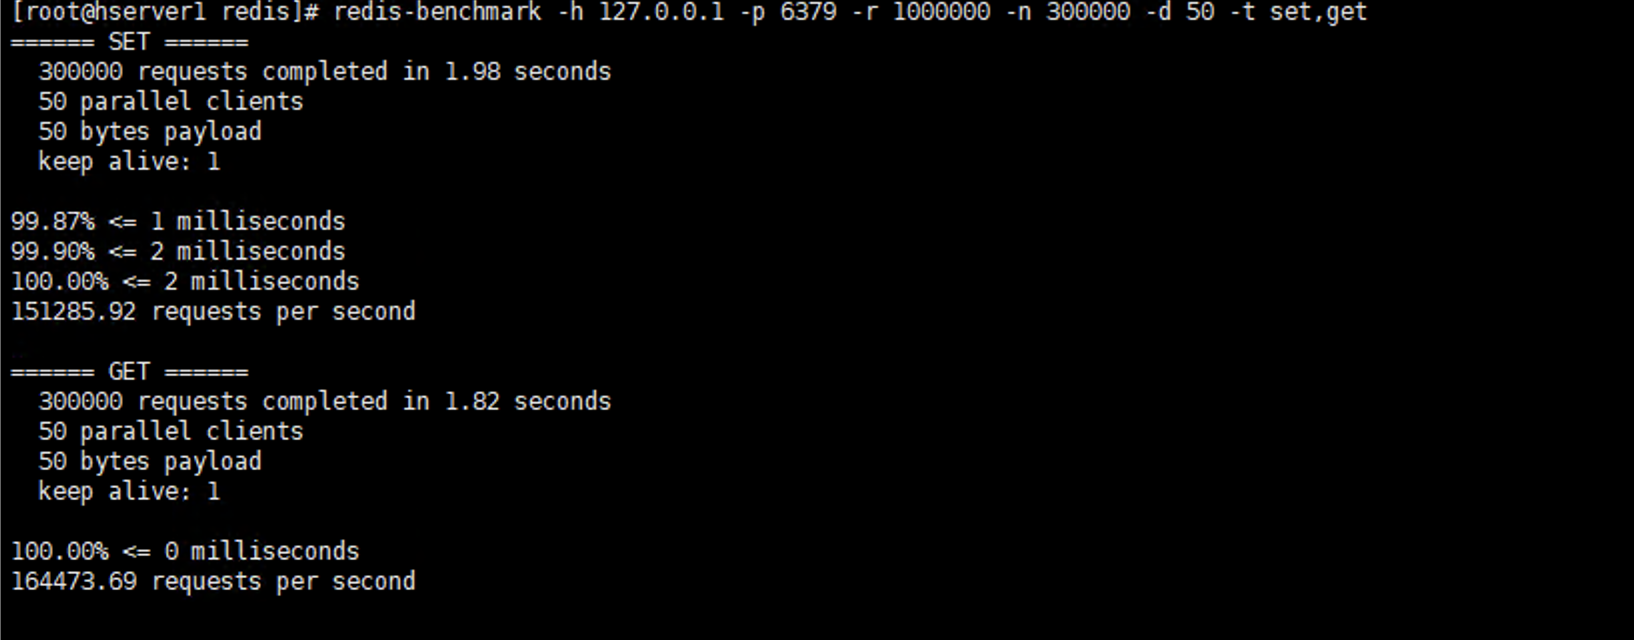 [root@hserver1 redis]# redis-benchmark -h 127.0.0.1 -p 6379 -r 1000000 -n 300000 -d 50 -t set,get
====== SET ======
  300000 requests completed in 1.98 seconds
  50 parallel clients
  50 bytes payload
  keep alive: 1

99.87% <= 1 milliseconds
99.90% <= 2 milliseconds
100.00% <= 2 milliseconds
151285.92 requests per second

====== GET ======
  300000 requests completed in 1.82 seconds
  50 parallel clients
  50 bytes payload
  keep alive: 1

100.00% <= 0 milliseconds
164473.69 requests per second